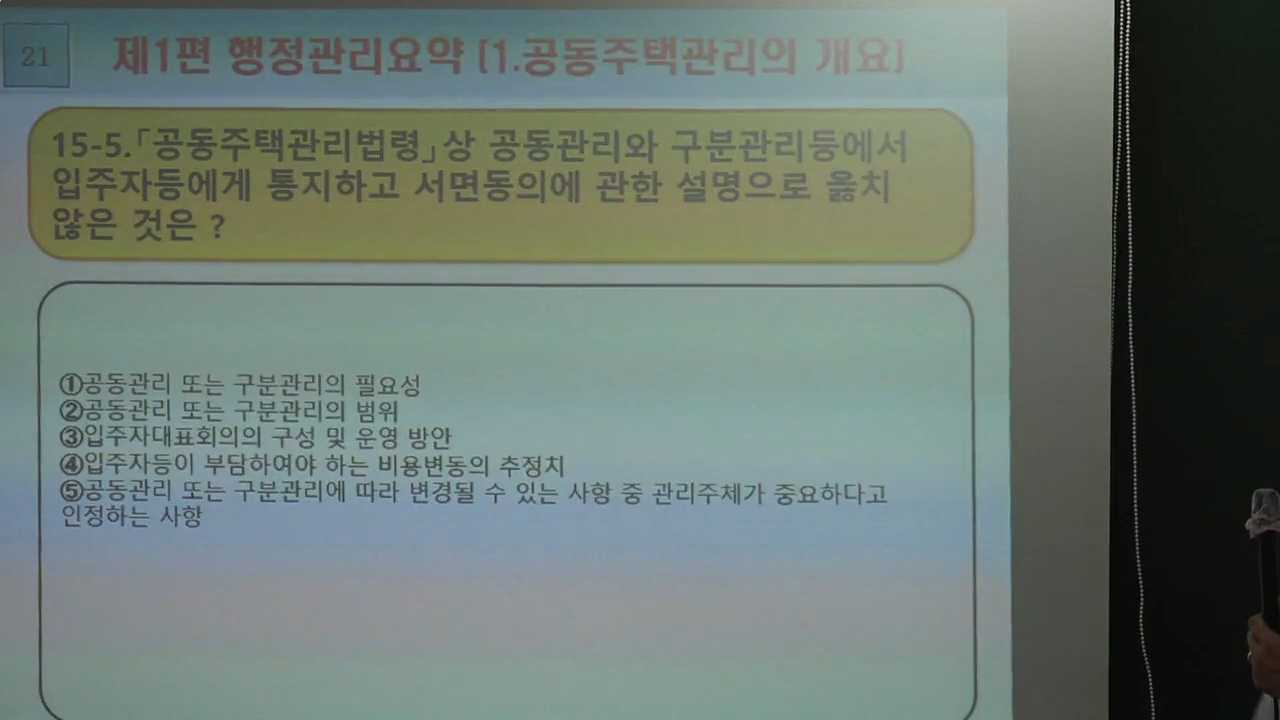 21
제1편 행정관리요약 [1.공동주택관리의 개요]
15-5.「공동주택관리법령」상 공동관리와 구분관리등에서
입주자등에게 통지하고 서면동의에 관한 설명으로 옳치
않은 것은 ?
①공동관리 또는 구분관리의 필요성
②공동관리 또는 구분관리의 범위
③입주자대표회의의 구성 및 운영 방안
④입주자등이 부담하여야 하는 비용변동의 추정치
⑤공동관리 또는 구분관리에 따라 변경될 수 있는 사항 중 관리주체가 중요하다고
인정하는 사항